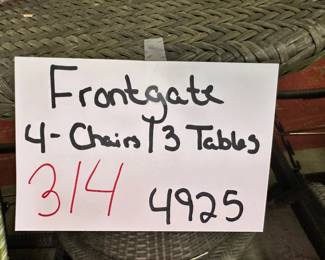 Frontgate
4-Chairs/3 Tables
314 4925